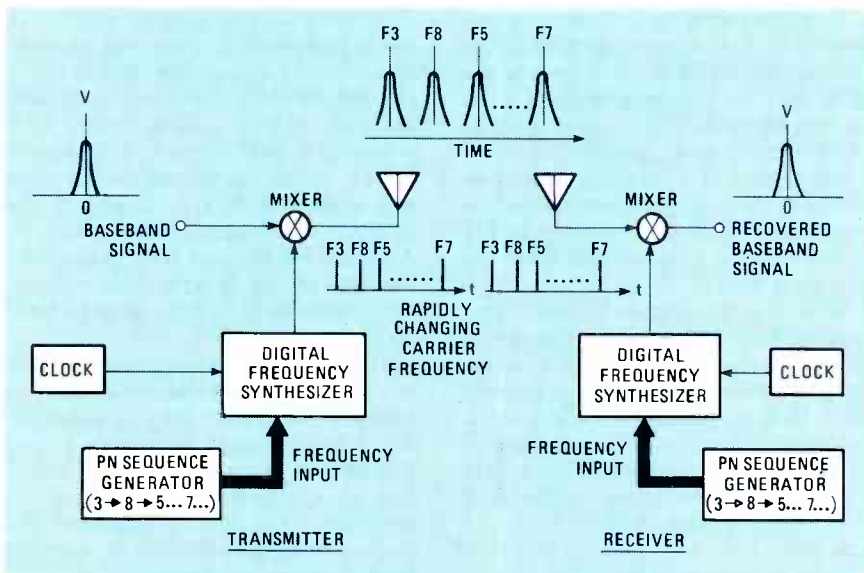 F3 F8 F5 ...... F7
TIME
V
0
V
0
MIXER
MIXER
BASEBAND
SIGNAL
RECOVERED
BASEBAND
SIGNAL
F3 F8 F5 ...... F7
t
F3 F8 F5 ...... F7
t
RAPIDLY
CHANGING
CARRIER
FREQUENCY
CLOCK
DIGITAL
FREQUENCY
SYNTHESIZER
DIGITAL
FREQUENCY
SYNTHESIZER
CLOCK
PN SEQUENCE
GENERATOR
(3→8→5...7...)
FREQUENCY
INPUT
FREQUENCY
INPUT
PN SEQUENCE
GENERATOR
(3→8→5...7...)
TRANSMITTER
RECEIVER